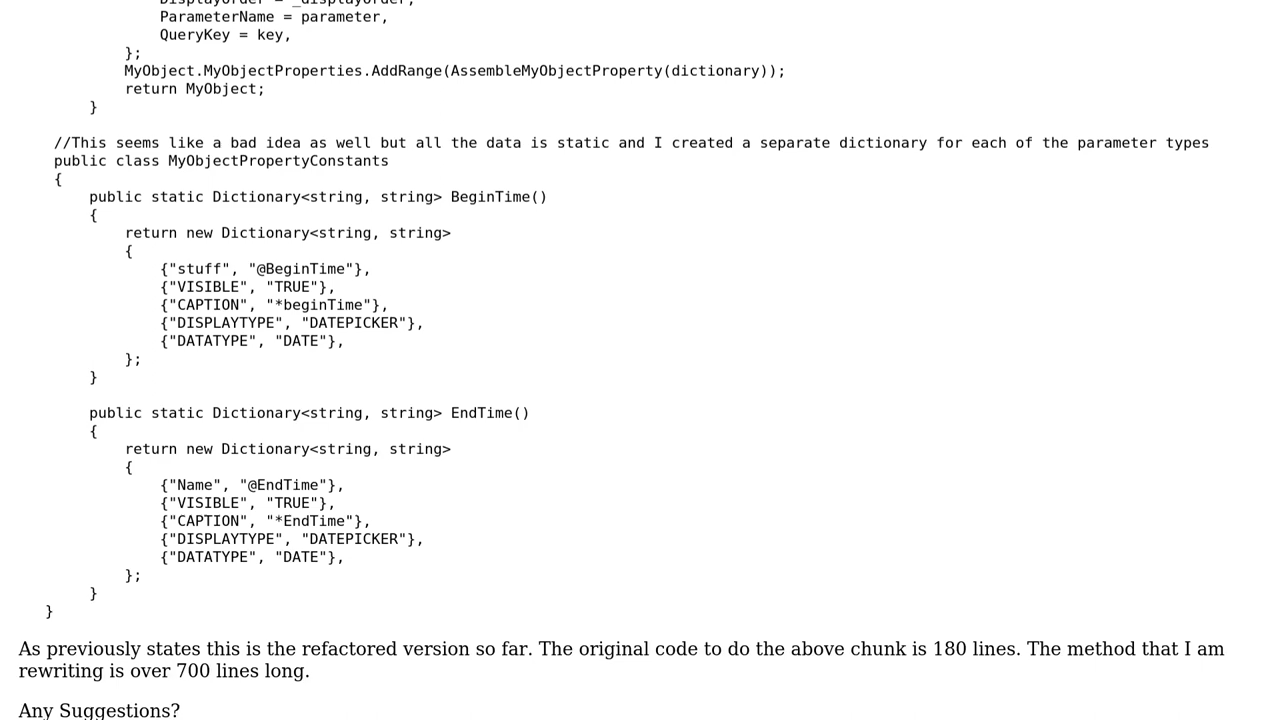 DisplayOrder = _displayOrder,
ParameterName = parameter,
QueryKey = key,
};
MyObject.MyObjectProperties.AddRange(AssembleMyObjectProperty(dictionary));
return MyObject;
}
//This seems like a bad idea as well but all the data is static and I created a separate dictionary for each of the parameter types
public class MyObjectPropertyConstants
{
public static Dictionary<string, string> BeginTime()
{
return new Dictionary<string, string>
{
{"stuff", "@BeginTime"},
{"VISIBLE", "TRUE"},
{"CAPTION", "*beginTime"},
{"DISPLAYTYPE", "DATEPICKER"},
{"DATATYPE", "DATE"},
};
}
public static Dictionary<string, string> EndTime()
{
return new Dictionary<string, string>
{
{"Name", "@EndTime"},
{"VISIBLE", "TRUE"},
{"CAPTION", "*EndTime"},
{"DISPLAYTYPE", "DATEPICKER"},
{"DATATYPE", "DATE"},
};
}
}
As previously states this is the refactored version so far. The original code to do the above chunk is 180 lines. The method that I am
rewriting is over 700 lines long.
Any Suggestions?